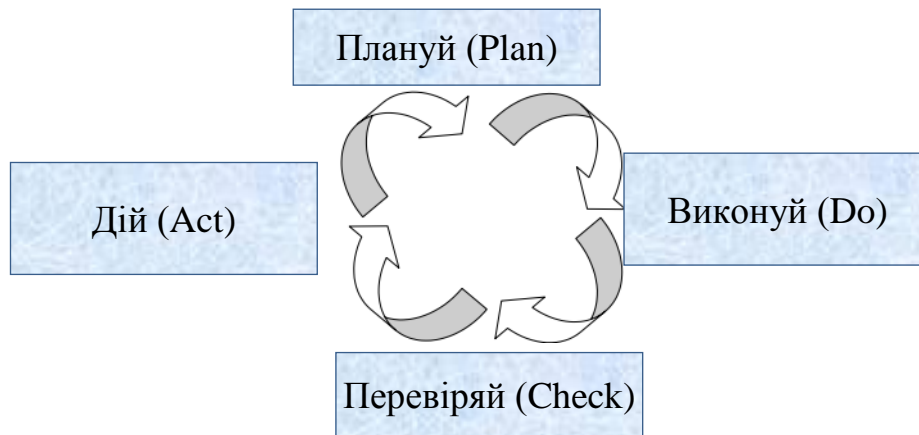 Плануй (Plan)
Дій (Act)
Виконуй (Do)
Перевіряй (Check)